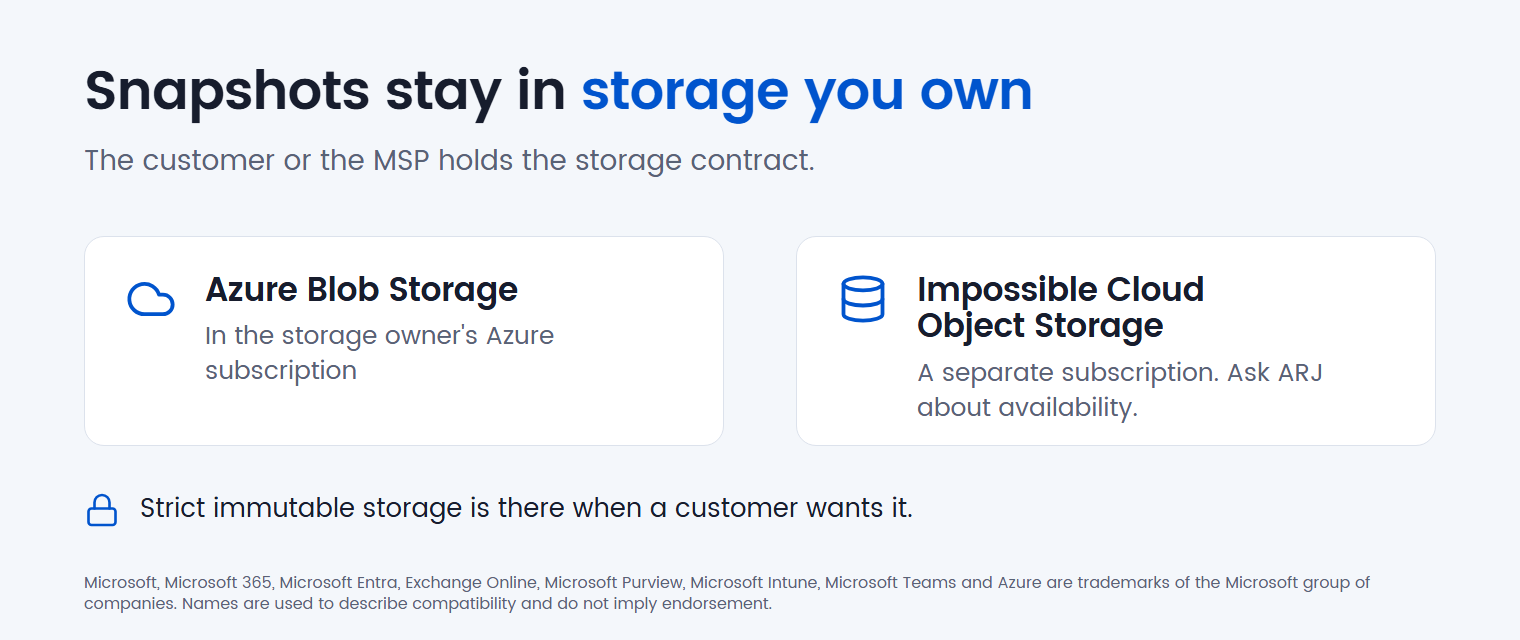 Snapshots stay in storage you own
The customer or the MSP holds the storage contract.
Azure Blob Storage
In the storage owner's Azure
subscription
Impossible Cloud
Object Storage
A separate subscription. Ask ARJ
about availability.
Strict immutable storage is there when a customer wants it.
Microsoft, Microsoft 365, Microsoft Entra, Exchange Online, Microsoft Purview, Microsoft Intune, Microsoft Teams and Azure are trademarks of the Microsoft group of
companies. Names are used to describe compatibility and do not imply endorsement.